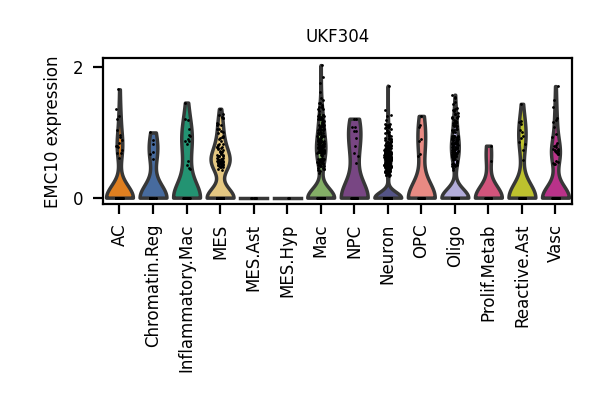 UKF304
EMC10 expression
2
0
AC
Chromatin.Reg
Inflammatory.Mac
MES
MES.Ast
MES.Hyp
Mac
NPC
Neuron
OPC
Oligo
Prolif.Metab
Reactive.Ast
Vasc